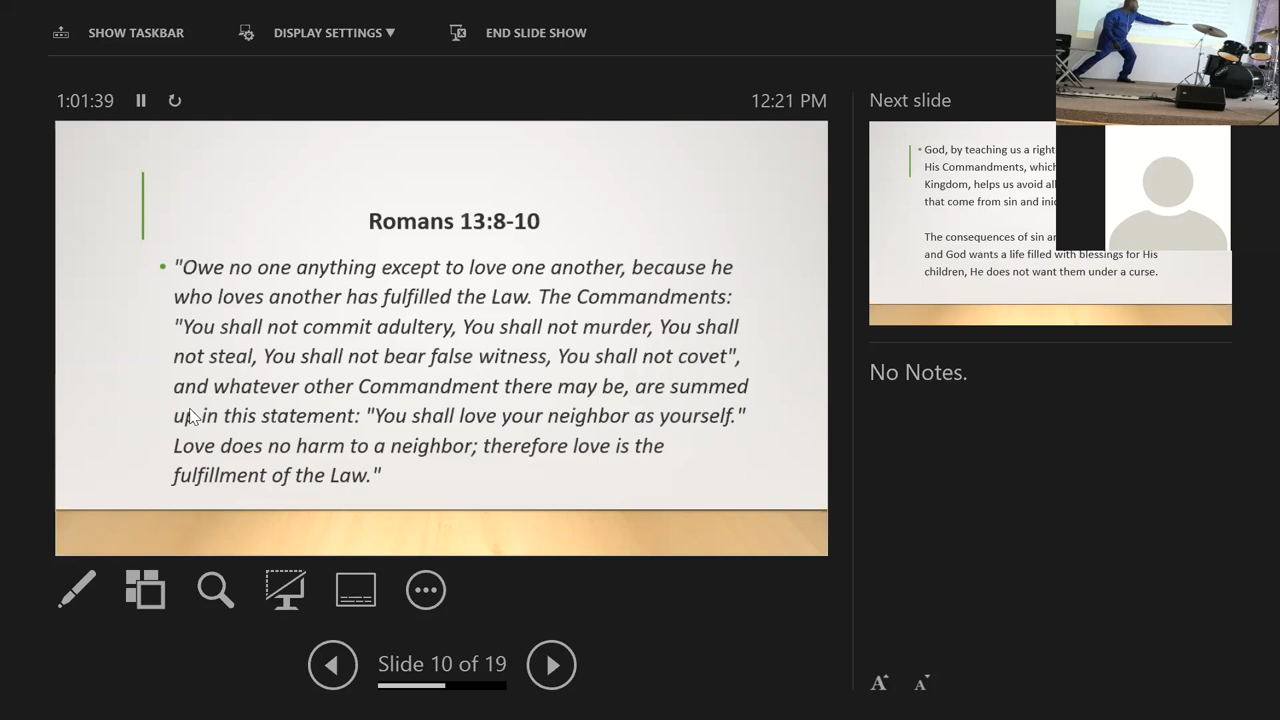 SHOW TASKBAR
DISPLAY SETTINGS ▼
END SLIDE SHOW
1:01:39
12:21 PM
Romans 13:8-10
• "Owe no one anything except to love one another, because he
who loves another has fulfilled the Law. The Commandments:
"You shall not commit adultery, You shall not murder, You shall
not steal, You shall not bear false witness, You shall not covet",
and whatever other Commandment there may be, are summed
up in this statement: "You shall love your neighbor as yourself."
Love does no harm to a neighbor; therefore love is the
fulfillment of the Law."
Slide 10 of 19
Next slide
• God, by teaching us a right
His Commandments, which
Kingdom, helps us avoid all
that come from sin and
The consequences of sin
and God wants a life filled with blessings for His
children, He does not want them under a curse.
No Notes.
A A